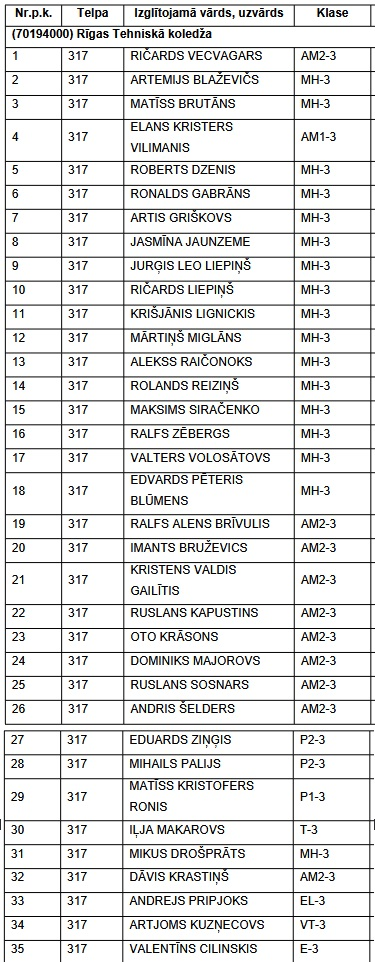 Nr.p.k. Telpa Izglītojamā vārds, uzvārds Klase
(70194000) Rīgas Tehniskā koledža
1 317 RIČARDS VECVAGARS AM2-3
2 317 ARTEMIJS BLAŽEVIČS MH-3
3 317 MATĪSS BRUTĀNS MH-3
4 317 ELANS KRISTERS
VILIMANIS AM1-3
5 317 ROBERTS DZENIS MH-3
6 317 RONALDS GABRĀNS MH-3
7 317 ARTIS GRIŠKOVS MH-3
8 317 JASMĪNA JAUNZEME MH-3
9 317 JURĢIS LEO LIEPIŅŠ MH-3
10 317 RIČARDS LIEPIŅŠ MH-3
11 317 KRIŠJĀNIS LIGNICKIS MH-3
12 317 MĀRTIŅŠ MIGLĀNS MH-3
13 317 ALEKSS RAIČONOKS MH-3
14 317 ROLANDS REIZIŅŠ MH-3
15 317 MAKSIMS SIRAČENKO MH-3
16 317 RALFS ZĒBERGS MH-3
17 317 VALTERS VOLOSĀTOVS MH-3
18 317 EDVARDS PĒTERIS
BLŪMENS MH-3
19 317 RALFS ALENS BRĪVULIS AM2-3
20 317 IMANTS BRUŽEVICS AM2-3
21 317 KRISTENS VALDIS
GAILĪTIS AM2-3
22 317 RUSLANS KAPUSTINS AM2-3
23 317 OTO KRĀSONS AM2-3
24 317 DOMINIKS MAJOROVS AM2-3
25 317 RUSLANS SOSNARS AM2-3
26 317 ANDRIS ŠELDERS AM2-3
27 317 EDUARDS ZIŅĢIS P2-3
28 317 MIHAILS PALIJS P2-3
29 317 MATĪSS KRISTOFERS
RONIS P1-3
30 317 IĻJA MAKAROVS T-3
31 317 MIKUS DROŠPRĀTS MH-3
32 317 DĀVIS KRASTIŅŠ AM2-3
33 317 ANDREJS PRIPJOKS EL-3
34 317 ARTJOMS KUZŅECOVS VT-3
35 317 VALENTĪNS CILINSKIS E-3